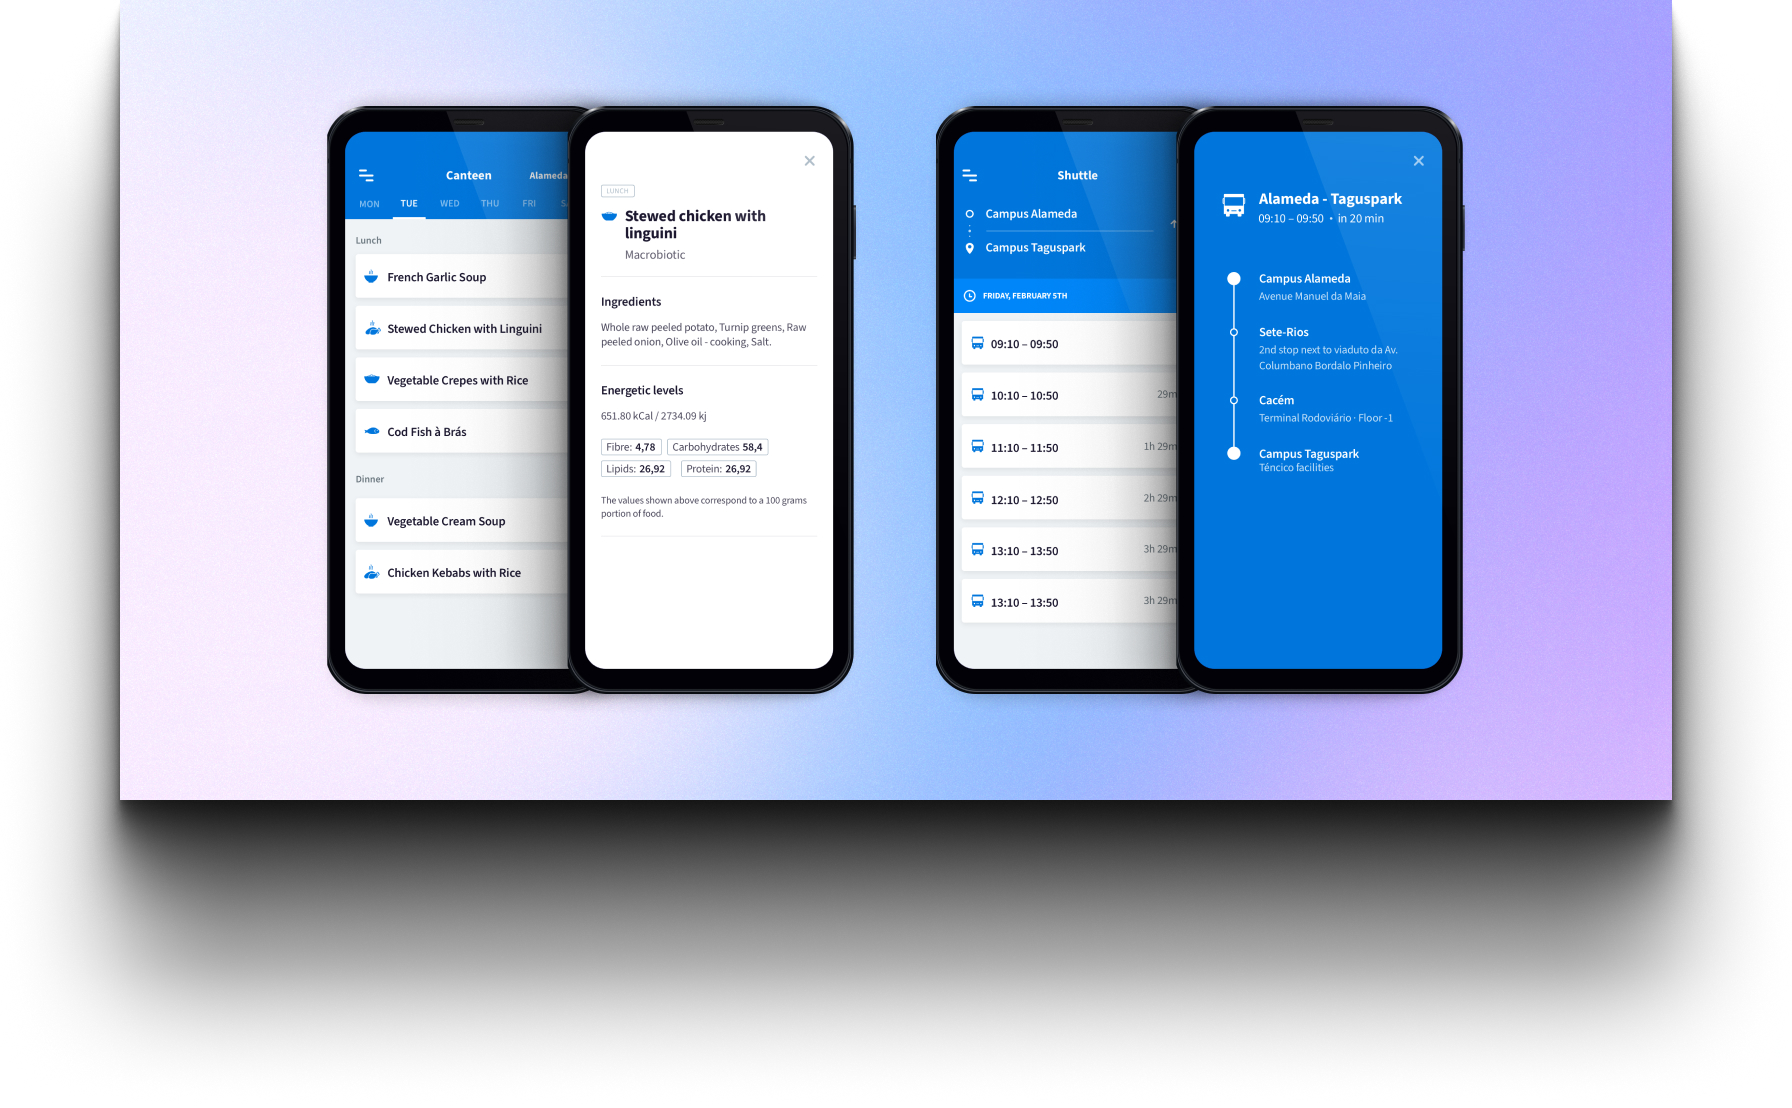 Canteen
Alameda
MON TUE WED THU FRI
Lunch
French Garlic Soup
Stewed Chicken with Linguini
Vegetable Crepes with Rice
Cod Fish à Brás
Dinner
Vegetable Cream Soup
Chicken Kebabs with Rice
LUNCH
Stewed chicken with
linguini
Macrobiotic
Ingredients
Whole raw peeled potato, Turnip greens, Raw
peeled onion, Olive oil - cooking, Salt.
Energetic levels
651.80 kCal / 2734.09 kj
Fibre: 4,78 Carbohydrates 58,4
Lipids: 26,92 Protein: 26,92
The values shown above correspond to a 100 grams
portion of food.
Shuttle
Campus Alameda
Campus Taguspark
FRIDAY, FEBRUARY 5TH
09:10 – 09:50
10:10 – 10:50 29m
11:10 – 11:50 1h 29m
12:10 – 12:50 2h 29m
13:10 – 13:50 3h 29m
13:10 – 13:50 3h 29m
Alameda - Taguspark
09:10 – 09:50 • in 20 min
Campus Alameda
Avenue Manuel da Maia
Sete-Rios
2nd stop next to viaduto da Av.
Columbano Bordalo Pinheiro
Cacém
Terminal Rodoviário · Floor -1
Campus Taguspark
Téncico facilities